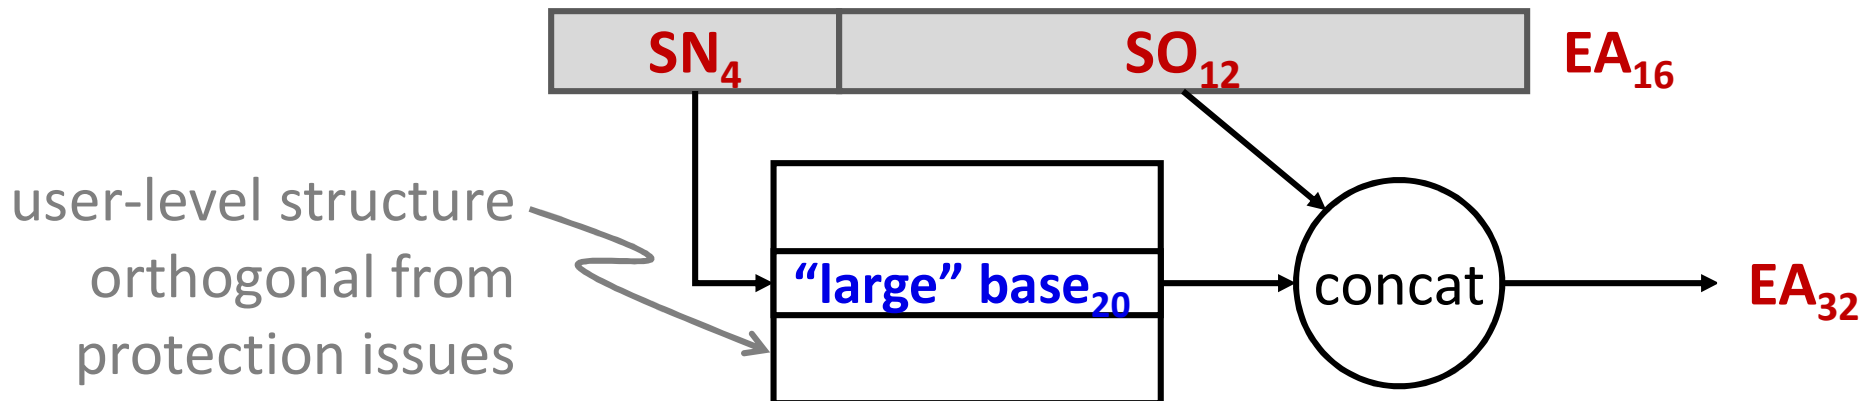 SN4 SO12 EA16
user-level structure
orthogonal from
protection issues
“large” base20
concat
EA32